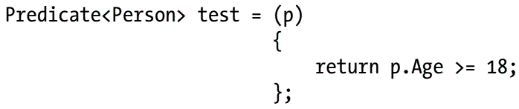 Predicate<Person> test = (p)
{
return p.Age >= 18;
};